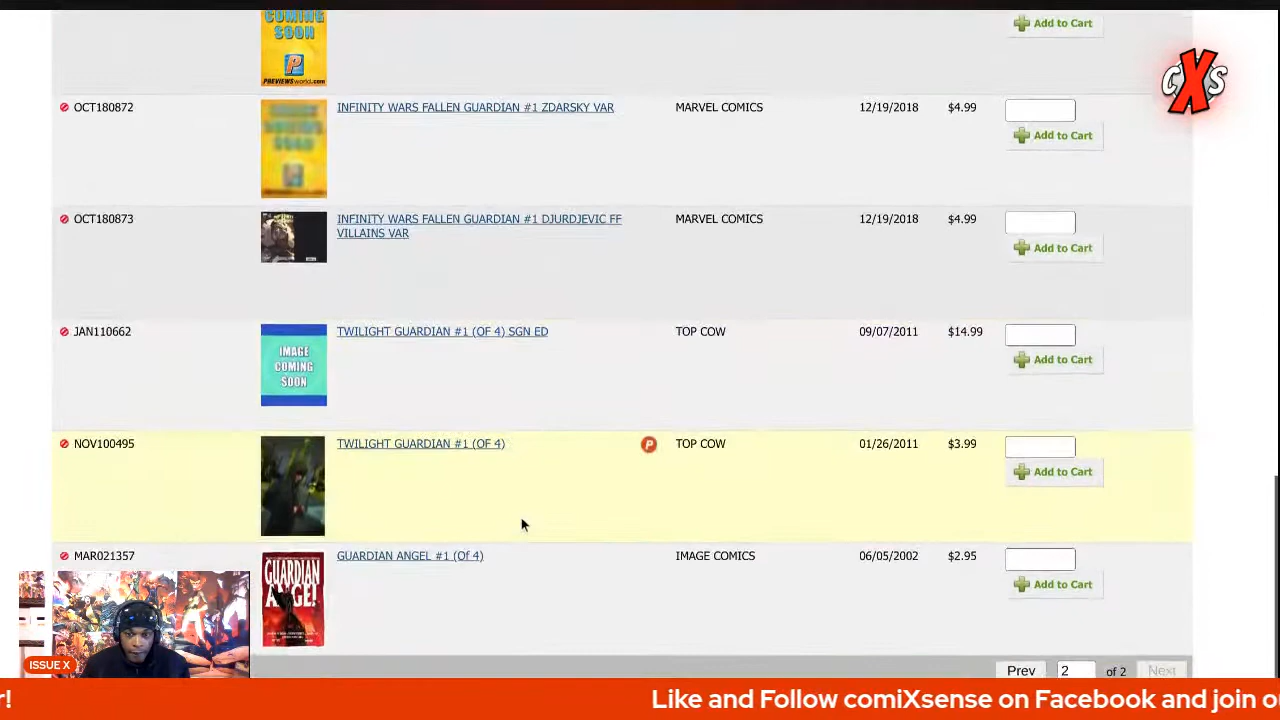 COMING
SOON
P
PREVIEWSworld.com
Add to Cart
CXS
OCT180872 INFINITY WARS FALLEN GUARDIAN #1 ZDARSKY VAR MARVEL COMICS 12/19/2018 $4.99
Add to Cart
OCT180873 INFINITY WARS FALLEN GUARDIAN #1 DJURDJEVIC FF MARVEL COMICS 12/19/2018 $4.99
VILLAINS VAR
Add to Cart
JAN110662 TWILIGHT GUARDIAN #1 (OF 4) SGN ED TOP COW 09/07/2011 $14.99
IMAGE
COMING
SOON
Add to Cart
NOV100495 TWILIGHT GUARDIAN #1 (OF 4) P TOP COW 01/26/2011 $3.99
Add to Cart
MAR021357 GUARDIAN ANGEL #1 (Of 4) IMAGE COMICS 06/05/2002 $2.95
GUARDIAN
ANGEL
Add to Cart
ISSUE X
Prev 2 of 2 Next
r! Like and Follow comiXsense on Facebook and join o